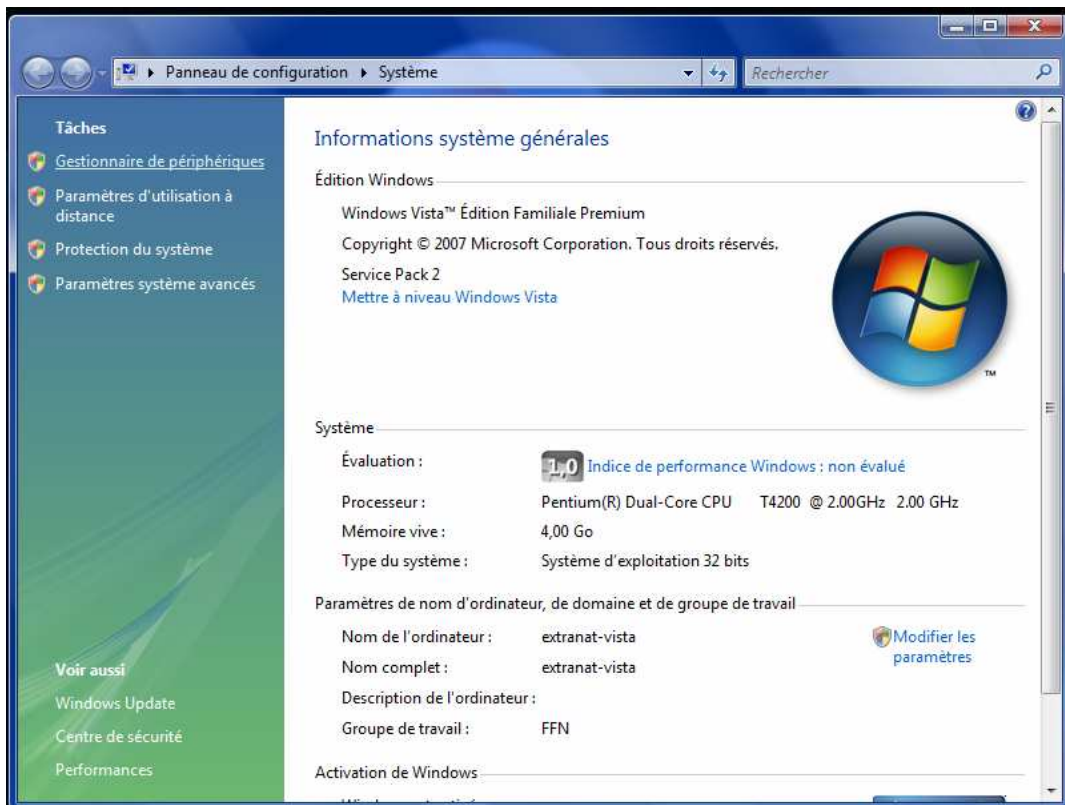 Panneau de configuration ▸ Système
Rechercher
Tâches
Gestionnaire de périphériques
Paramètres d'utilisation à
distance
Protection du système
Paramètres système avancés
Voir aussi
Windows Update
Centre de sécurité
Performances
Informations système générales
Édition Windows
Windows Vista™ Édition Familiale Premium
Copyright © 2007 Microsoft Corporation. Tous droits réservés.
Service Pack 2
Mettre à niveau Windows Vista
TM
Système
Évaluation :
1,0 Indice de performance Windows : non évalué
Processeur : Pentium(R) Dual-Core CPU T4200 @ 2.00GHz 2.00 GHz
Mémoire vive : 4,00 Go
Type du système : Système d'exploitation 32 bits
Paramètres de nom d'ordinateur, de domaine et de groupe de travail
Nom de l'ordinateur : extranat-vista
Modifier les
paramètres
Nom complet : extranat-vista
Description de l'ordinateur :
Groupe de travail : FFN
Activation de Windows